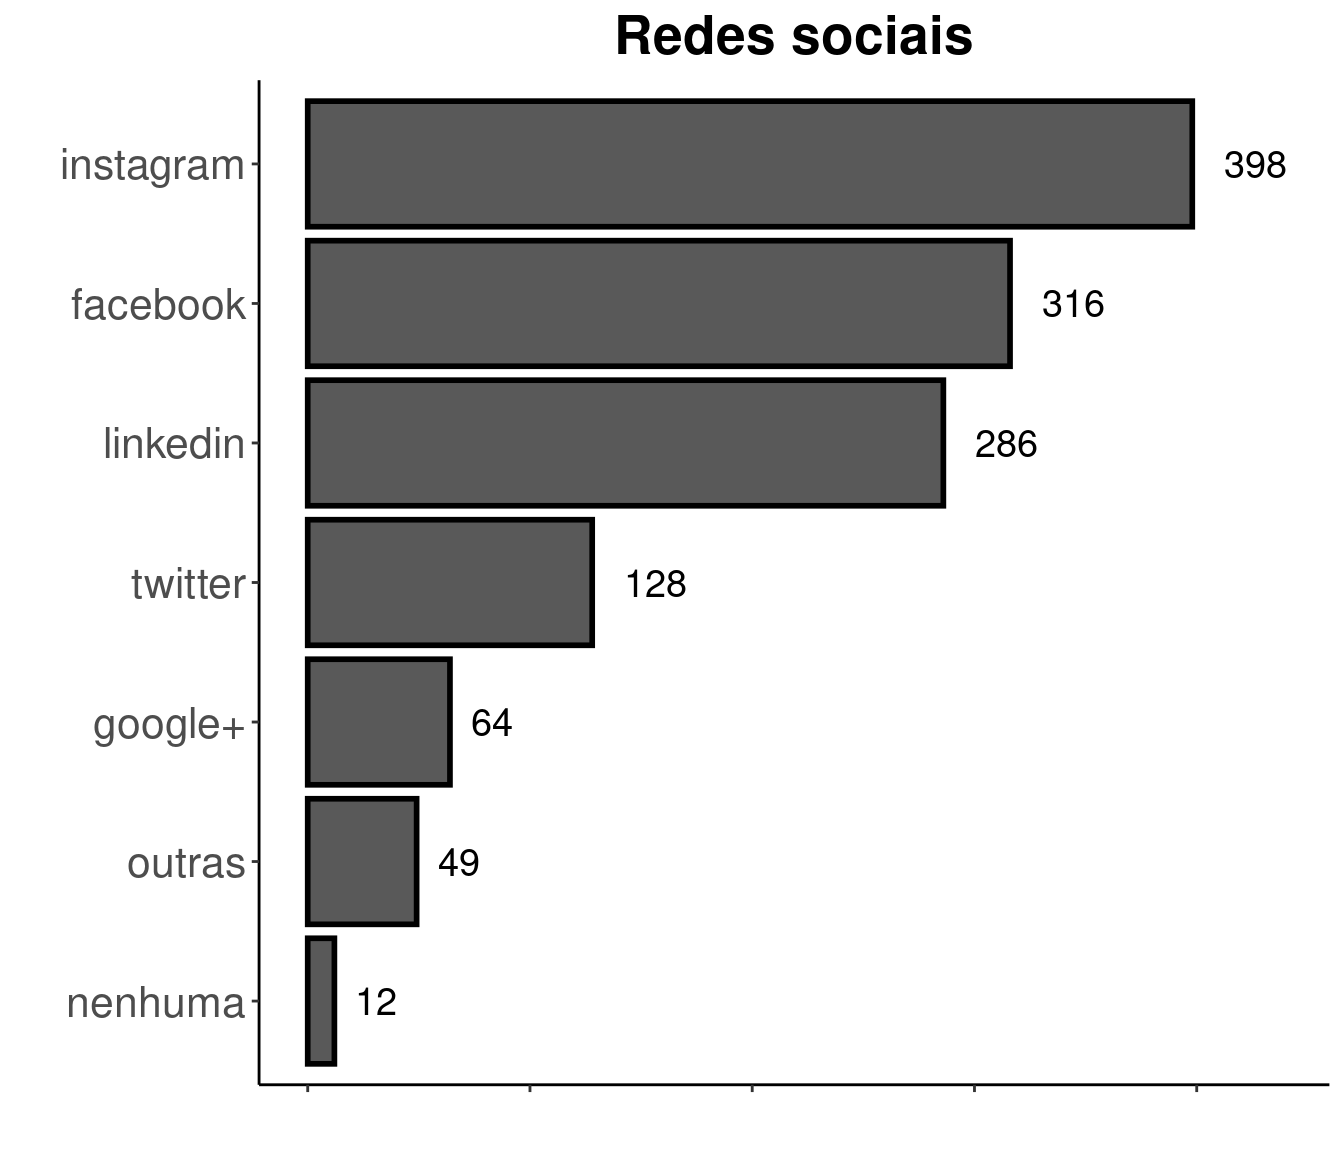 Redes sociais
instagram 398
facebook 316
linkedin 286
twitter 128
google+ 64
outras 49
nenhuma 12